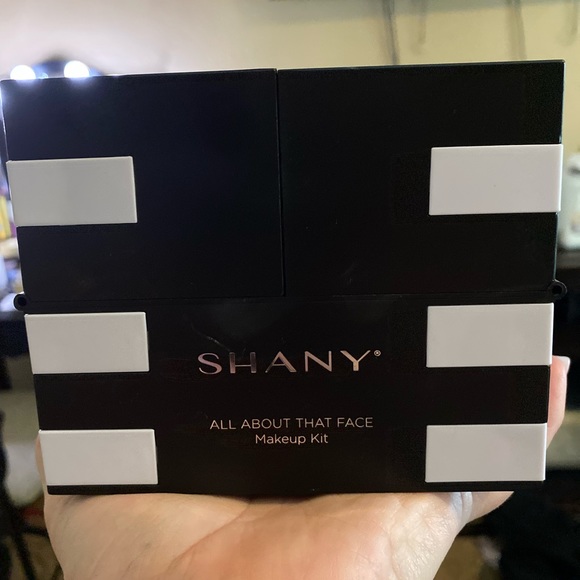 SHANY®
ALL ABOUT THAT FACE
Makeup Kit